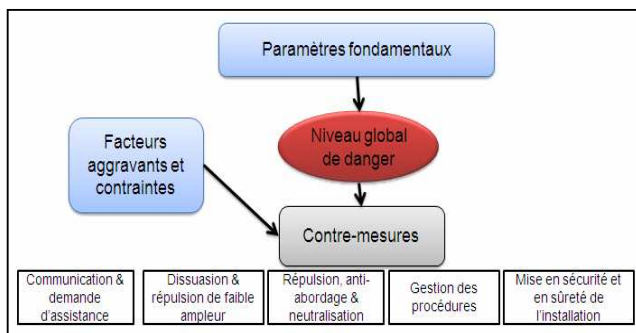 Paramètres fondamentaux
Niveau global
de danger
Facteurs
aggravants et
contraintes
Contre-mesures
Communication &
demande
d'assistance
Dissuasion &
répulsion de faible
ampleur
Répulsion, anti-
abordage &
neutralisation
Gestion des
procédures
Mise en sécurité et
en sûreté de
l'installation